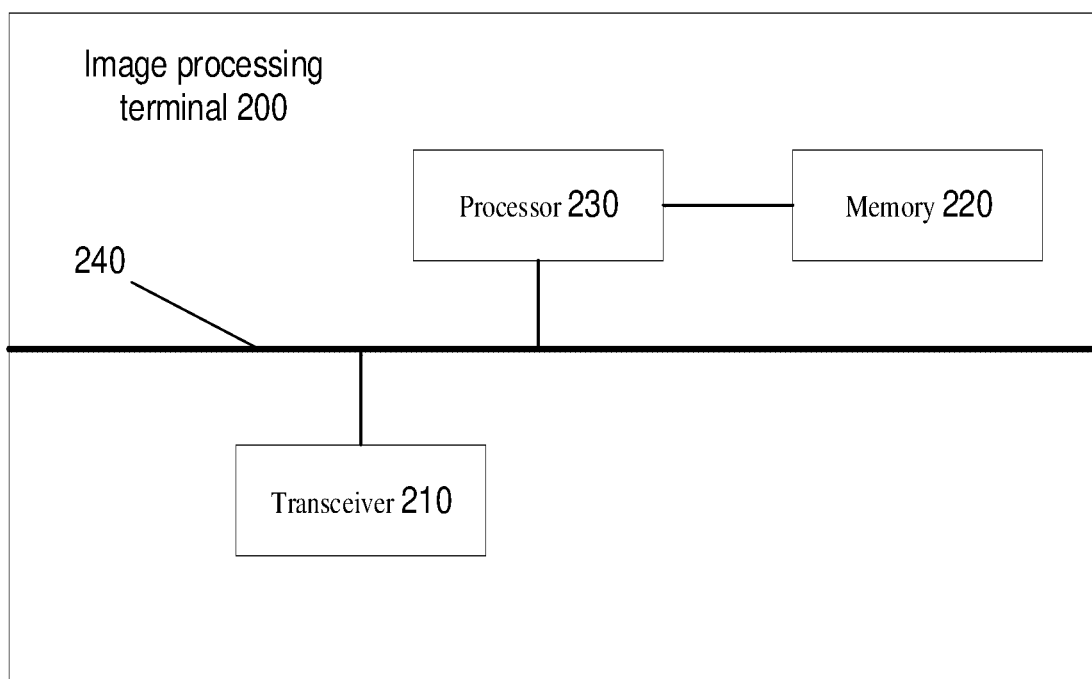 Image processing
terminal 200
Processor 230
Memory 220
240
Transceiver 210